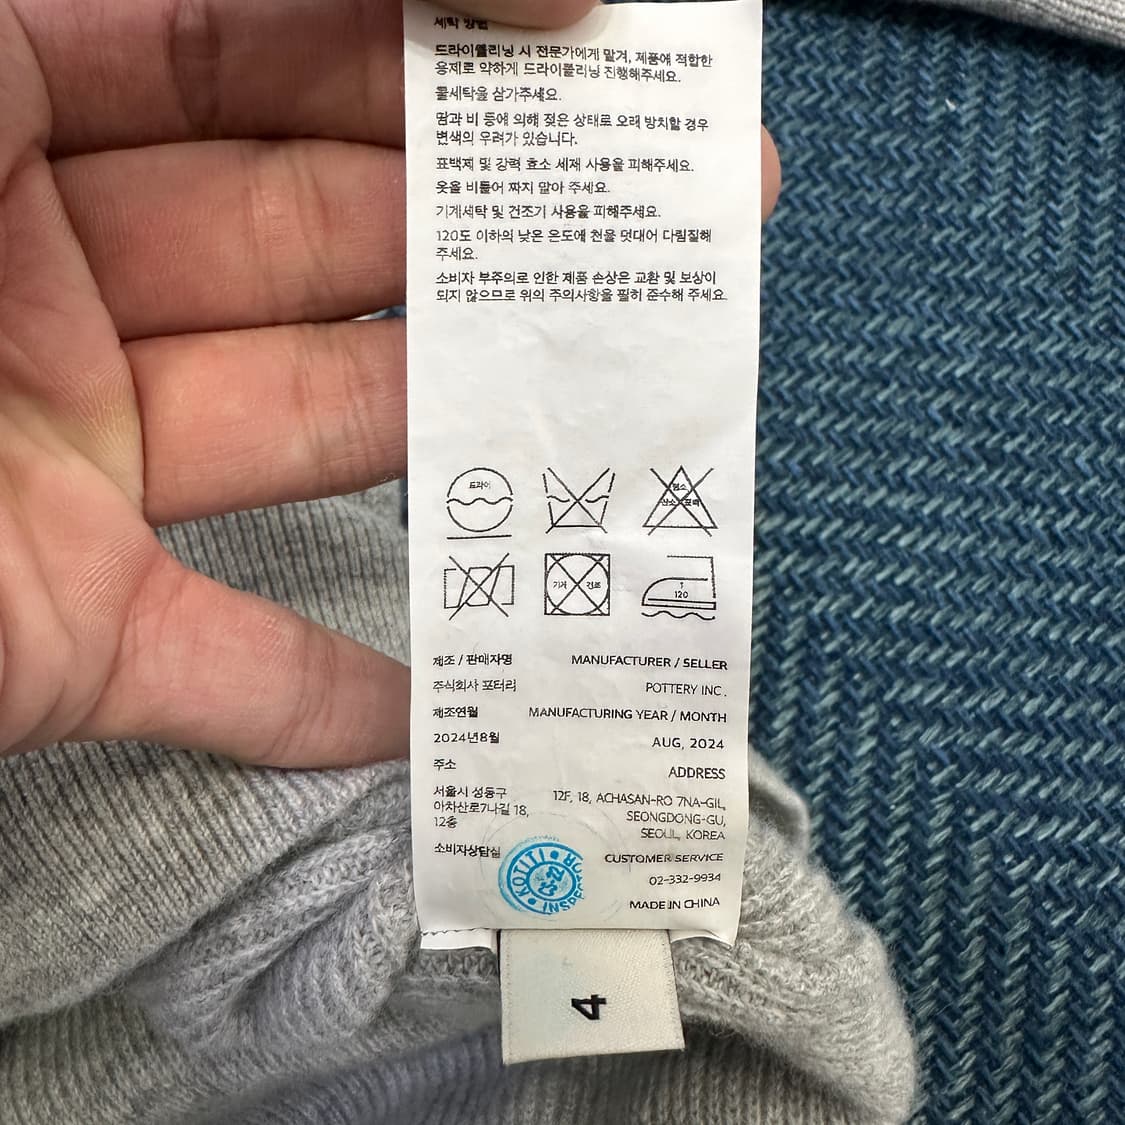 세탁 방법
드라이클리닝 시 전문가에게 맡겨, 제품에 적합한
용제로 약하게 드라이클리닝 진행해주세요.
물세탁을 삼가주세요.
땀과 비 등에 의해 젖은 상태로 오래 방치할 경우
변색의 우려가 있습니다.
표백제 및 강력 효소 세제 사용을 피해주세요.
옷을 비틀어 짜지 말아 주세요.
기계세탁 및 건조기 사용을 피해주세요.
120도 이하의 낮은 온도에 천을 덧대어 다림질해
주세요.
소비자 부주의로 인한 제품 손상은 교환 및 보상이
되지 않으므로 위의 주의사항을 필히 준수해 주세요.
드라이
염소
산소표백
기계 건조
120
제조 / 판매자명 MANUFACTURER / SELLER
주식회사 포터리 POTTERY INC.
제조연월 MANUFACTURING YEAR / MONTH
2024년8월 AUG, 2024
주소 ADDRESS
서울시 성동구 12F, 18, ACHASAN-RO 7NA-GIL,
아차산로7나길 18, SEONGDONG-GU,
12층 SEOUL, KOREA
소비자상담실 CUSTOMER SERVICE
02-332-9934
MADE IN CHINA
KOTITI INSPECTOR
4